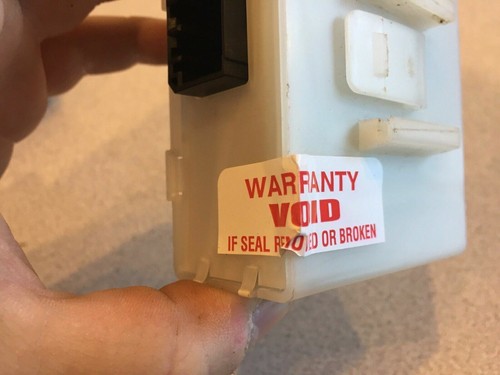 WARRANTY
VOID
IF SEAL OR BROKEN